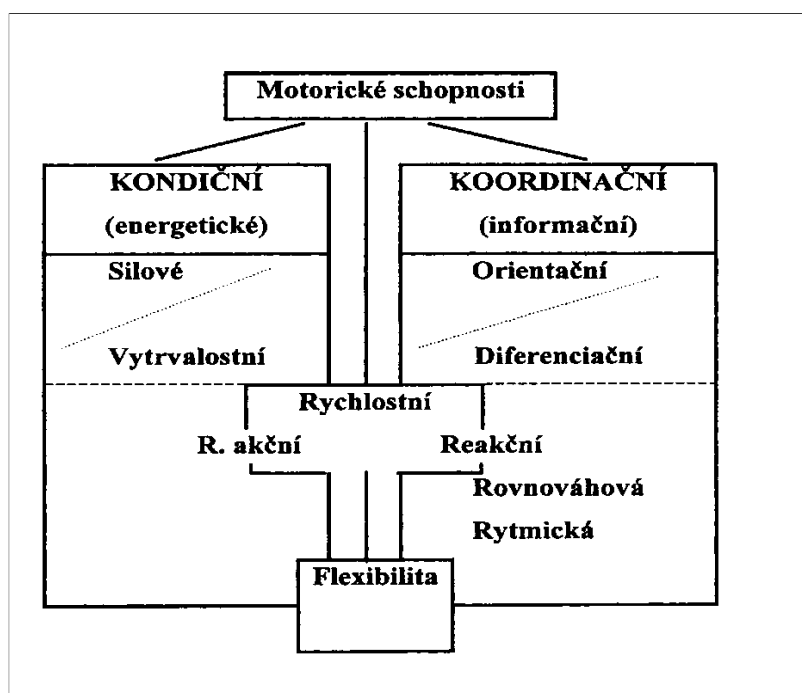 Motorické schopnosti
KONDIČNÍ
(energetické)
KOORDINAČNÍ
(informační)
Silové
Vytrvalostní
Orientační
Diferenciační
Rychlostní
R. akční
Reakční
Rovnováhová
Rytmická
Flexibilita